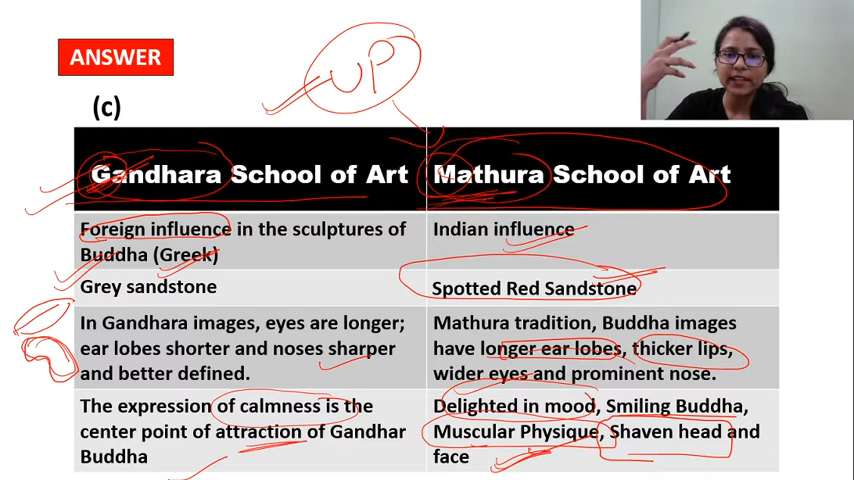 ANSWER
UP
(c)
Gandhara School of Art
Mathura School of Art
Foreign influence in the sculptures of
Buddha (Greek)
Indian influence
Grey sandstone
Spotted Red Sandstone
In Gandhara images, eyes are longer;
ear lobes shorter and noses sharper
and better defined.
Mathura tradition, Buddha images
have longer ear lobes, thicker lips,
wider eyes and prominent nose.
The expression of calmness is the
center point of attraction of Gandhar
Buddha
Delighted in mood, Smiling Buddha,
Muscular Physique, Shaven head and
face